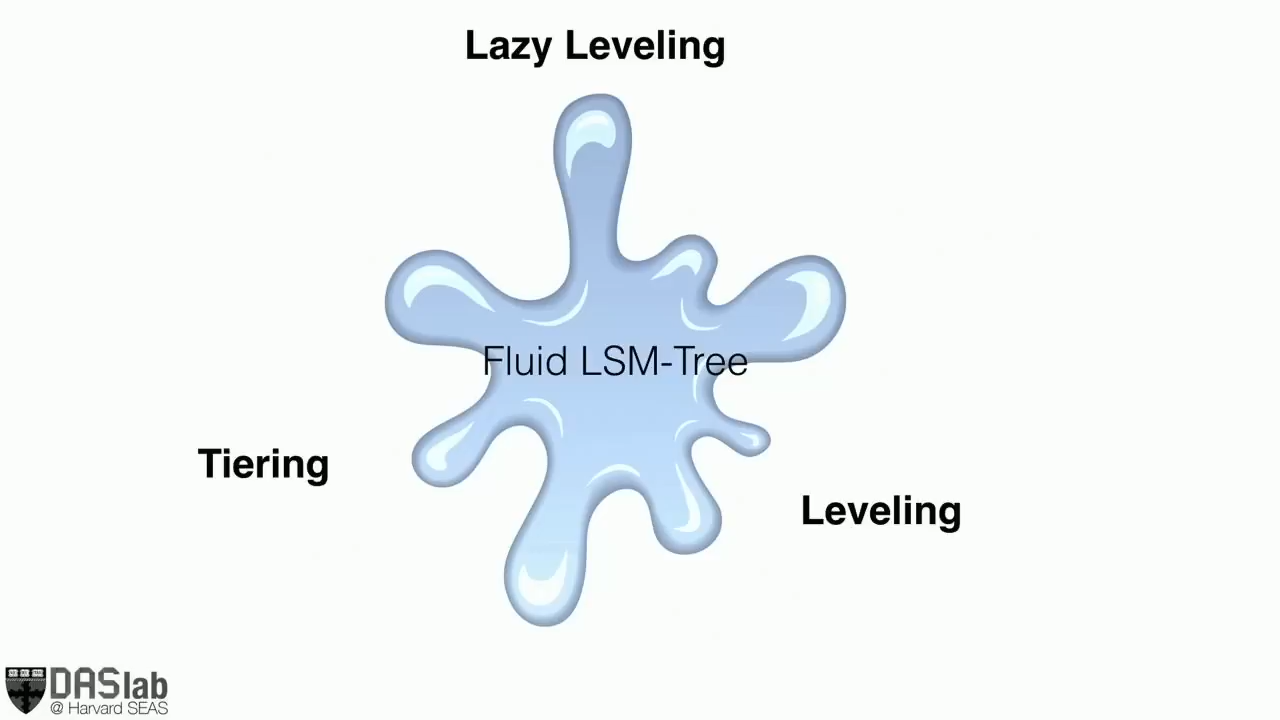 Lazy Leveling
Fluid LSM-Tree
Tiering
Leveling
DASlab
@ Harvard SEAS